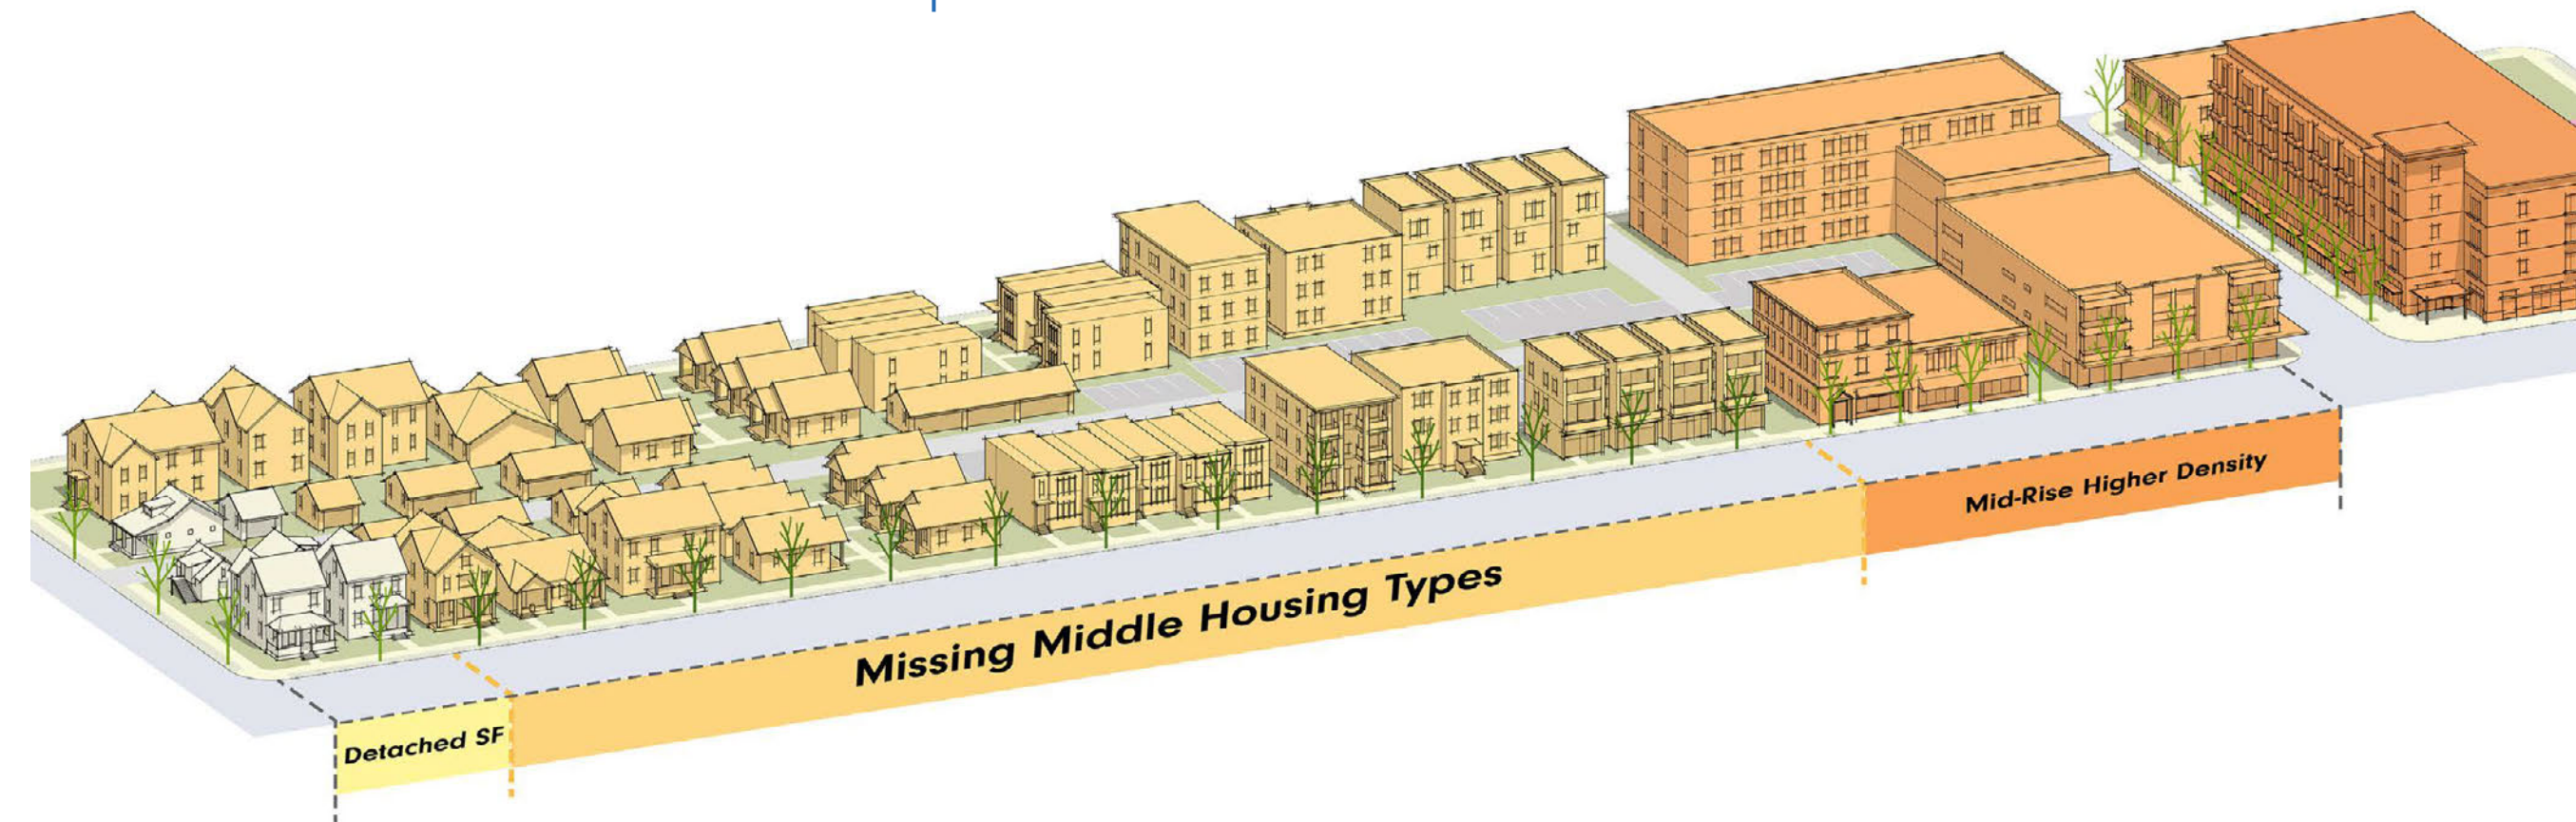 Detached SF
Missing Middle Housing Types
Mid-Rise Higher Density